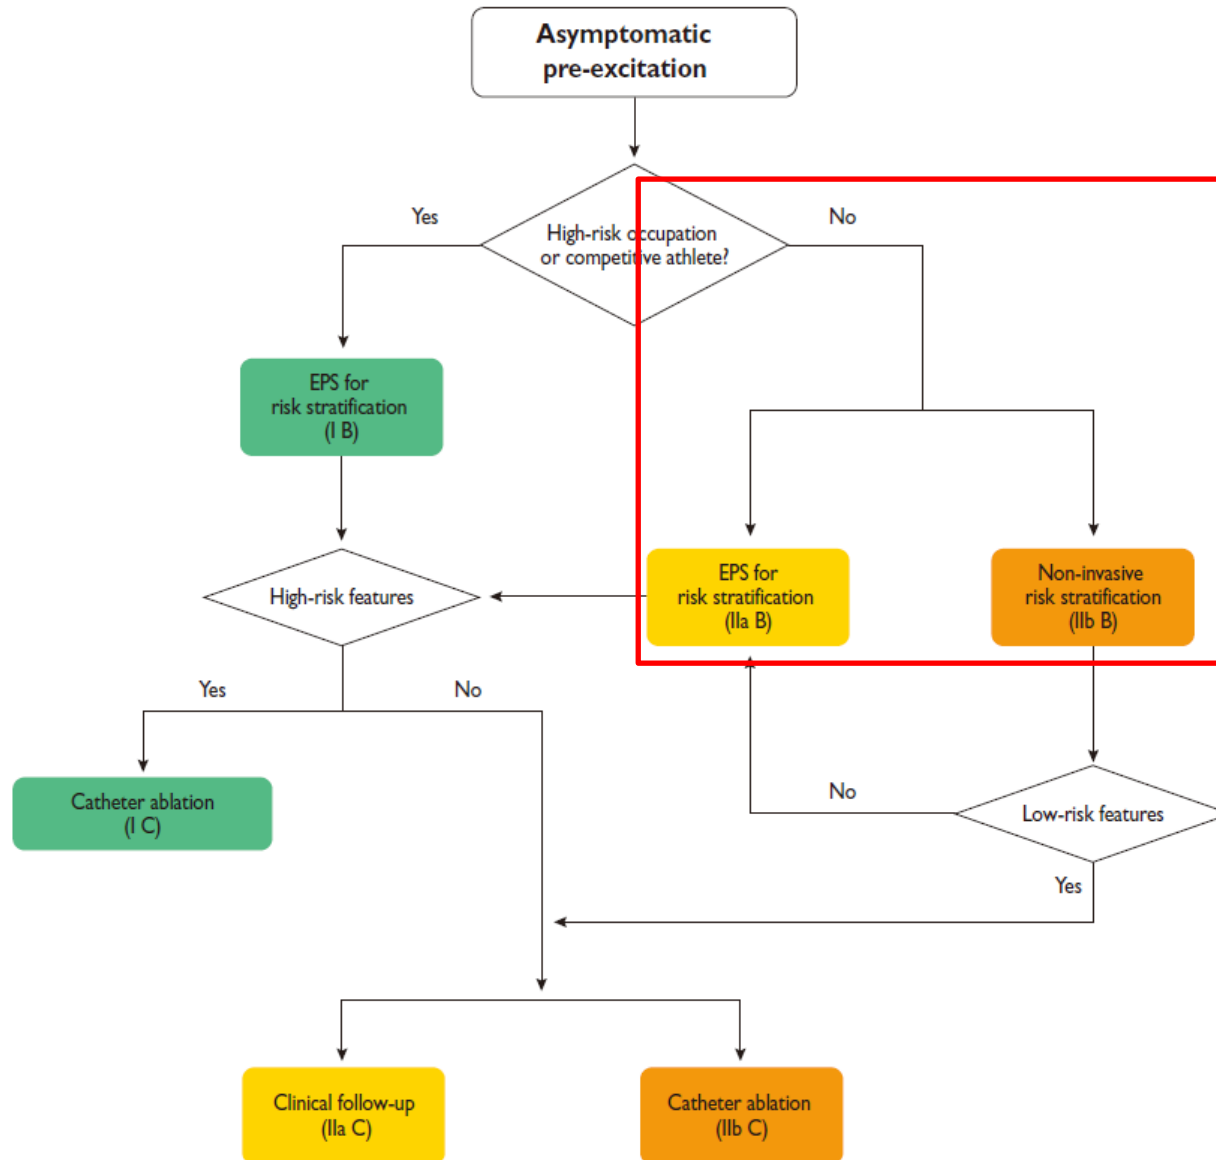 Asymptomatic
pre-excitation
Yes
No
High-risk occupation
or competitive athlete?
EPS for
risk stratification
(I B)
EPS for
risk stratification
(IIa B)
Non-invasive
risk stratification
(IIb B)
High-risk features
Yes
No
Catheter ablation
(I C)
No
Low-risk features
Yes
Clinical follow-up
(IIa C)
Catheter ablation
(IIb C)